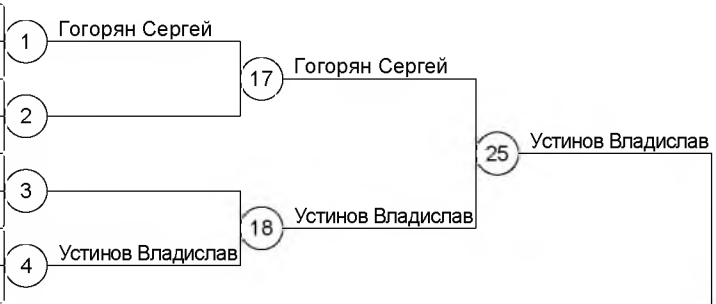 1 Гогорян Сергей
17 Гогорян Сергей
2
25 Устинов Владислав
3
18 Устинов Владислав
4 Устинов Владислав